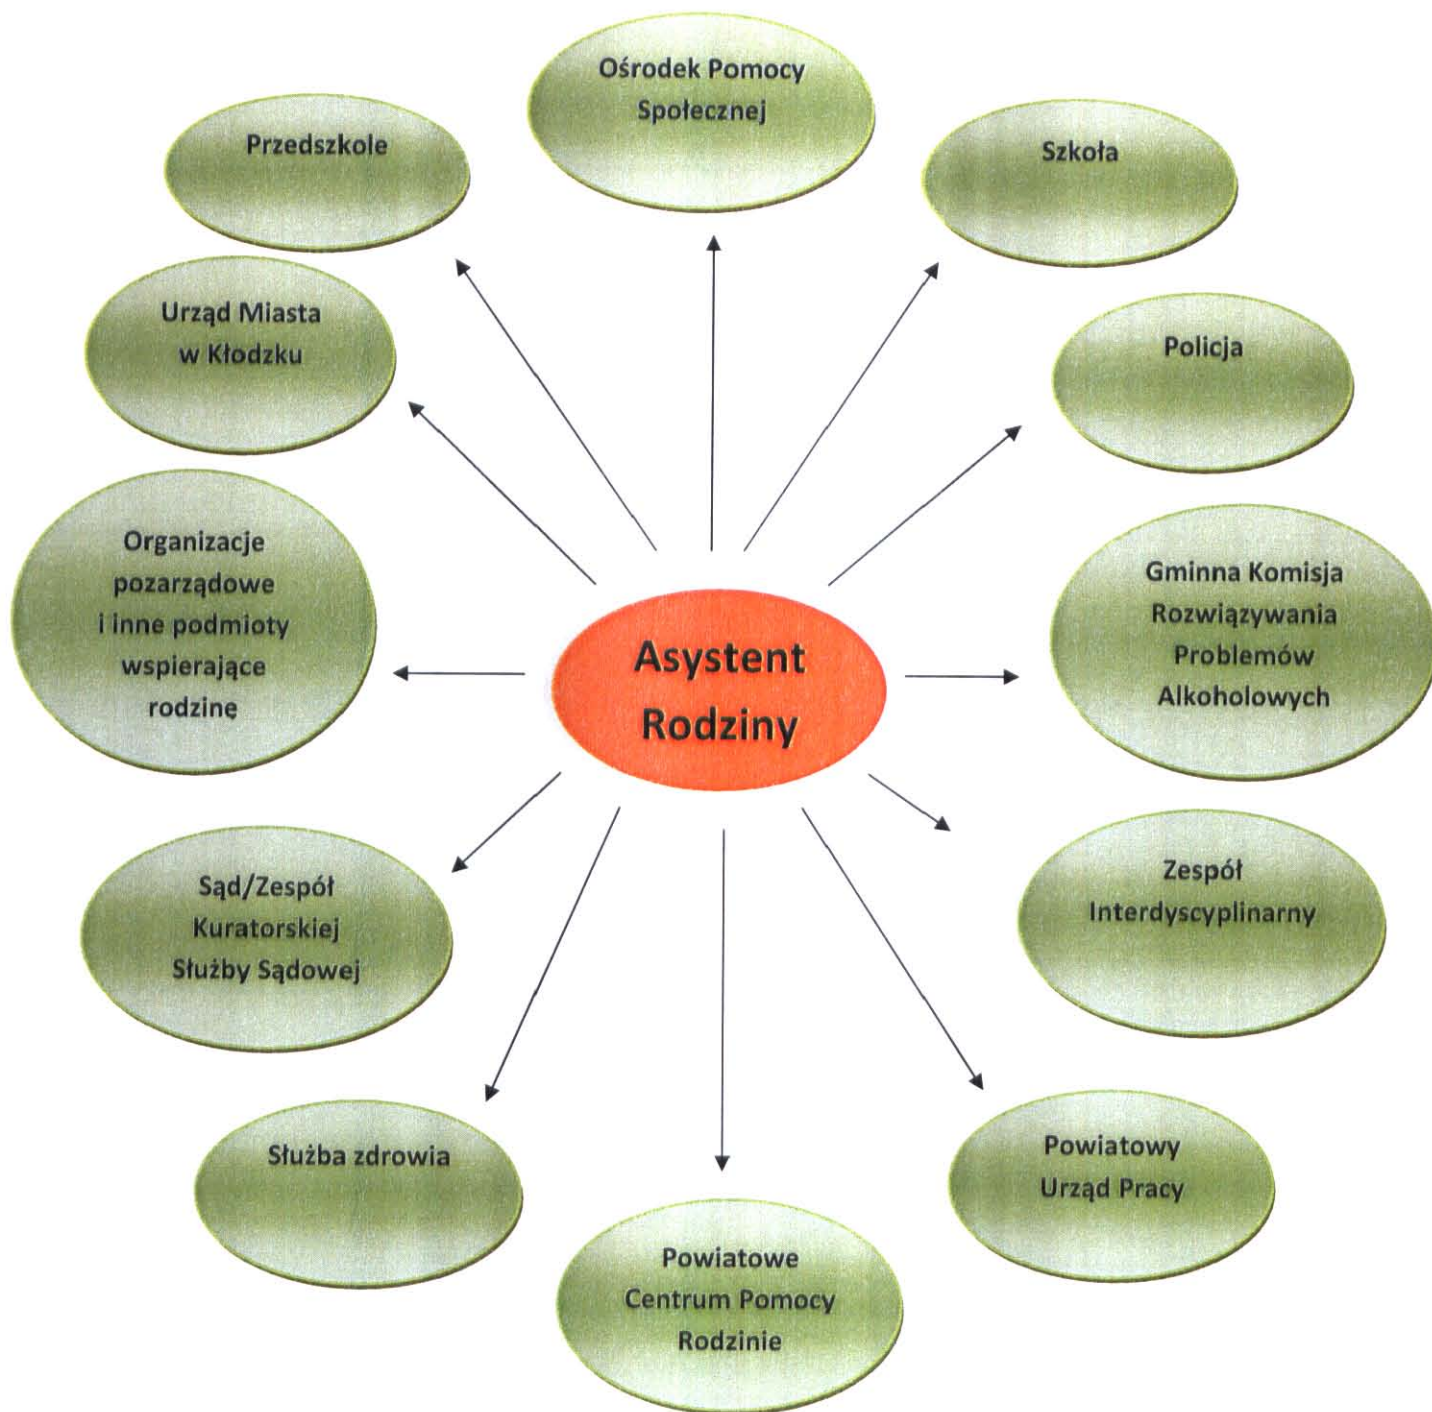 Ośrodek Pomocy
Społecznej
Przedszkole
Szkoła
Urząd Miasta
w Kłodzku
Policja
Organizacje
pozarządowe
i inne podmioty
wspierające
rodzinę
Gminna Komisja
Rozwiązywania
Problemów
Alkoholowych
Asystent
Rodziny
Sąd/Zespół
Kuratorskiej
Służby Sądowej
Zespół
Interdyscyplinarny
Służba zdrowia
Powiatowy
Urząd Pracy
Powiatowe
Centrum Pomocy
Rodzinie